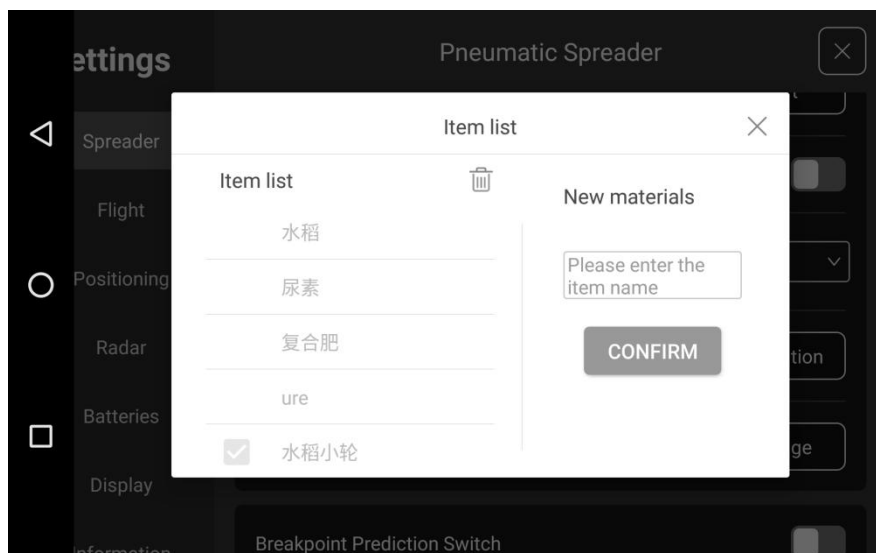 ettings
Pneumatic Spreader
Item list
Spreader
Item list
New materials
Flight
水稻
Please enter the
item name
Positioning
尿素
Radar
复合肥
CONFIRM
tion
ure
Batteries
水稻小轮
ge
Display
Information
Breakpoint Prediction Switch